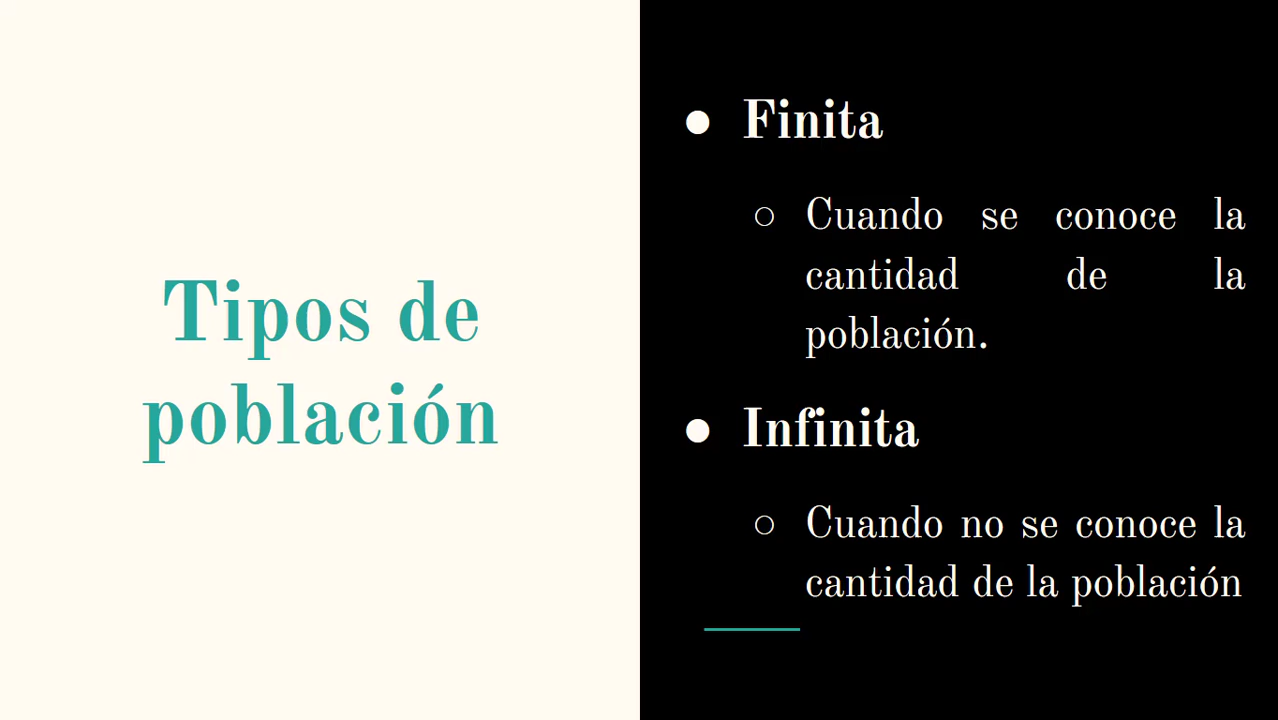 Tipos de
población
● Finita
○ Cuando se conoce la
cantidad de la
población.
● Infinita
○ Cuando no se conoce la
cantidad de la población